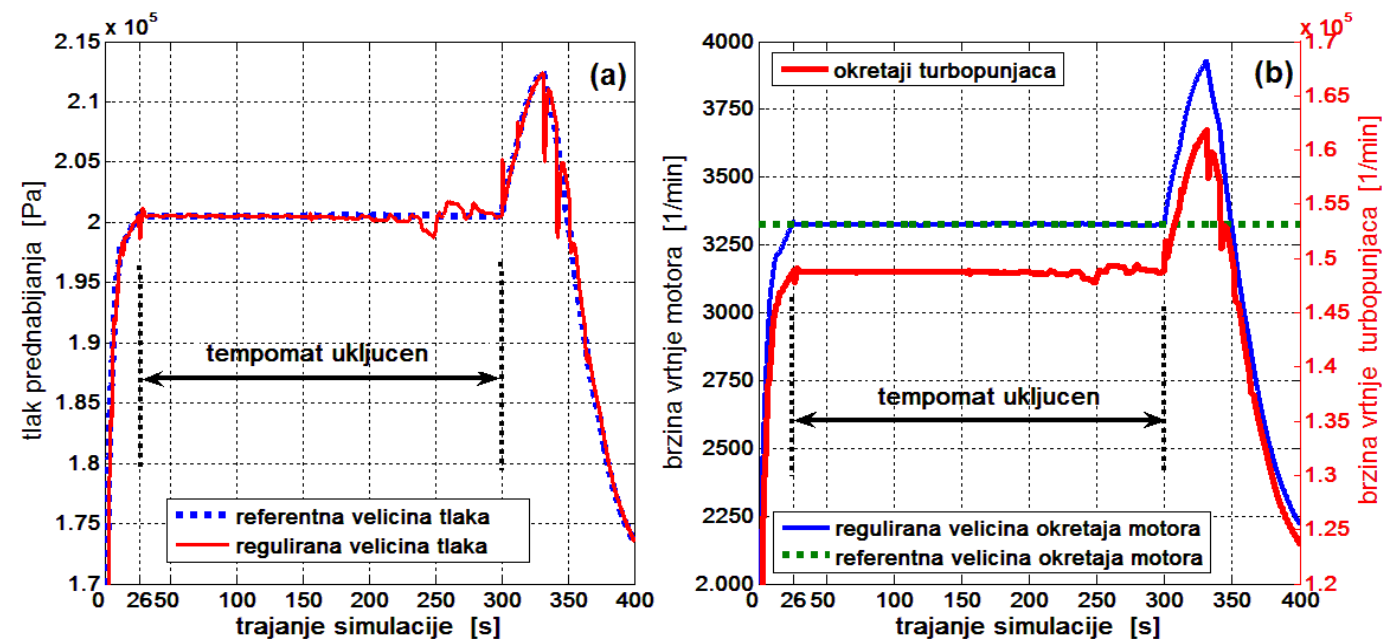 x 10⁵
2.15
2.1
2.05
2
1.95
1.9
1.85
1.8
1.75
1.7
tlak prednabijanja [Pa]
(a)
tempomat ukljucen
referentna velicina tlaka
regulirana velicina tlaka
0 26 50 100 150 200 250 300 350 400
trajanje simulacije [s]
4000
3750
3500
3250
3000
2750
2500
2250
2.000
brzina vrtnje motora [1/min]
okretaji turbopunjaca
(b)
tempomat ukljucen
regulirana velicina okretaja motora
referentna velicina okretaja motora
0 26 50 100 150 200 250 300 350 400
trajanje simulacije [s]
x 10⁵
1.7
1.65
1.6
1.55
1.5
1.45
1.4
1.35
1.3
1.25
1.2
brzina vrtnje turbopunjaca [1/min]